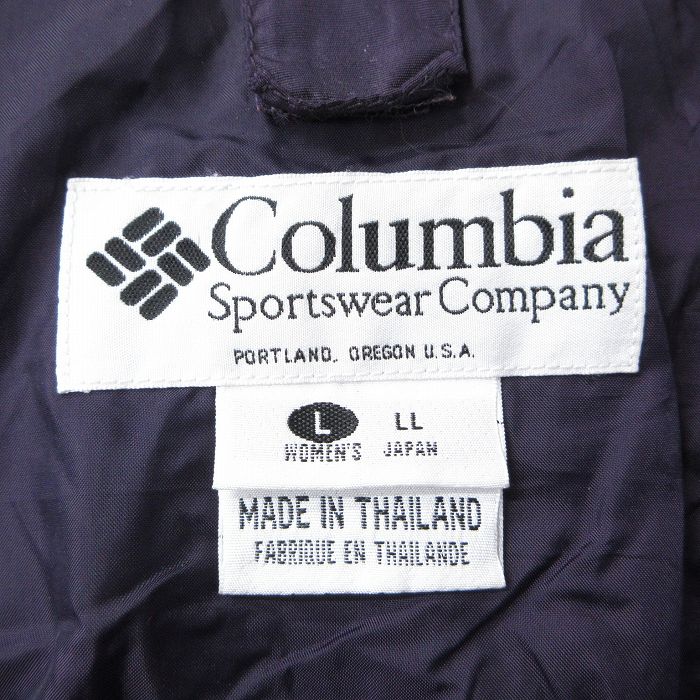 Columbia
Sportswear Company
PORTLAND, OREGON U.S.A.
L LL
WOMEN'S JAPAN
MADE IN THAILAND
FABRIQUE EN THAILANDE